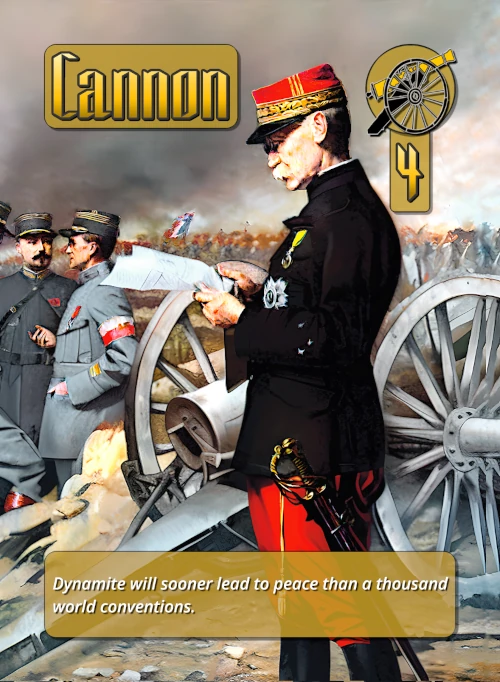 Cannon
4
Dynamite will sooner lead to peace than a thousand
world conventions.